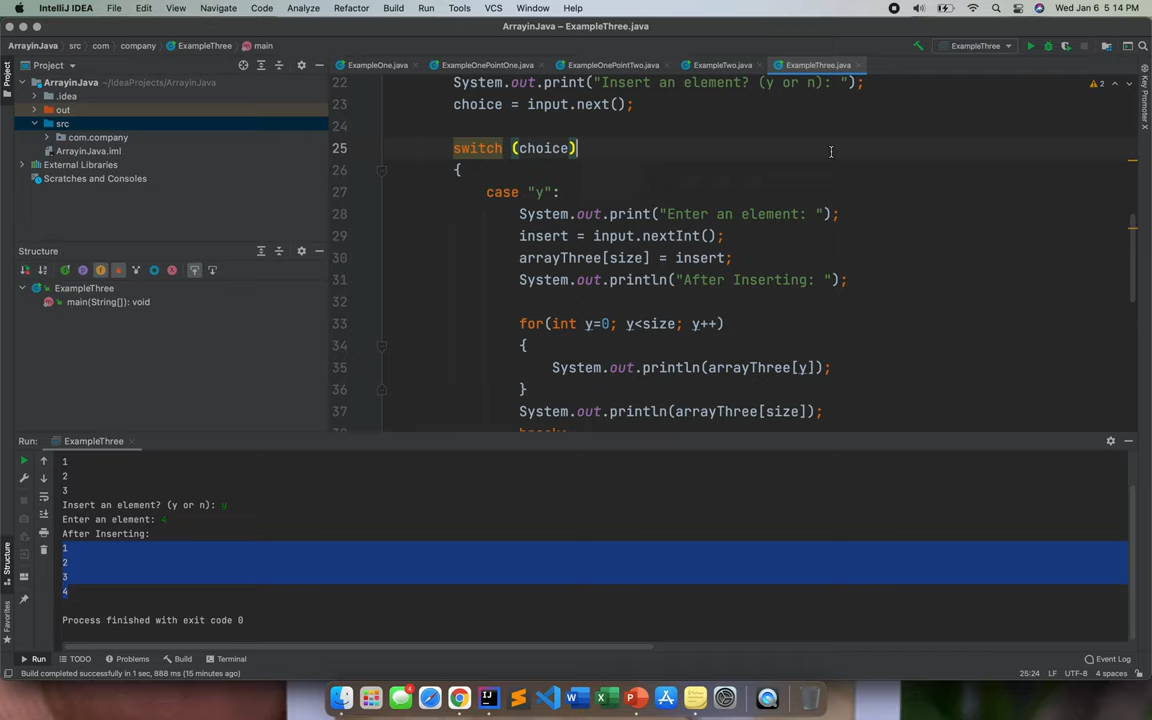 IntelliJ IDEA File Edit View Navigate Code Analyze Refactor Build Run Tools VCS Window Help Wed Jan 6 5:14 PM
ArrayinJava – ExampleThree.java
ArrayinJava src com company ExampleThree main ExampleThree
Project ExampleOne.java ExampleOnePointOne.java ExampleOnePointTwo.java ExampleTwo.java ExampleThree.java
ArrayinJava ~/IdeaProjects/ArrayinJava
.idea
out
src
com.company
ArrayinJava.iml
External Libraries
Scratches and Consoles
Structure
ExampleThree
main(String[]): void
22 System.out.print("Insert an element? (y or n): ");
23 choice = input.next();
24
25 switch (choice)
26 {
27 case "y":
28 System.out.print("Enter an element: ");
29 insert = input.nextInt();
30 arrayThree[size] = insert;
31 System.out.println("After Inserting: ");
32
33 for(int y=0; y<size; y++)
34 {
35 System.out.println(arrayThree[y]);
36 }
37 System.out.println(arrayThree[size]);
2
Project
Key Promoter X
Structure
Favorites
Run: ExampleThree
1
2
3
Insert an element? (y or n): y
Enter an element: 4
After Inserting:
1
2
3
4
Process finished with exit code 0
Run TODO Problems Build Terminal Event Log
Build completed successfully in 1 sec, 888 ms (15 minutes ago) 25:24 LF UTF-8 4 spaces